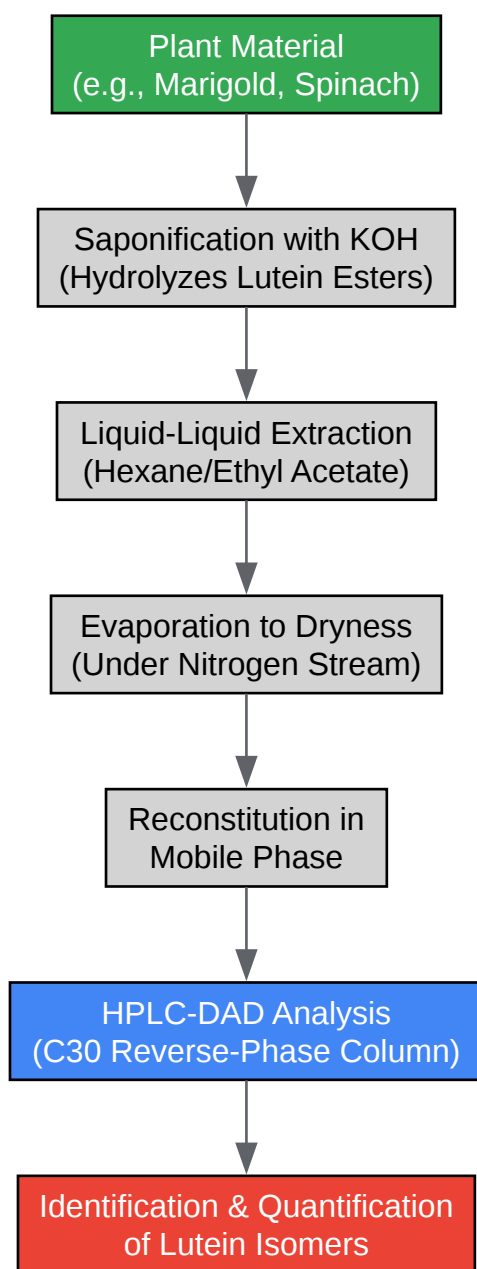 Plant Material
(e.g., Marigold, Spinach)
Saponification with KOH
(Hydrolyzes Lutein Esters)
Liquid-Liquid Extraction
(Hexane/Ethyl Acetate)
Evaporation to Dryness
(Under Nitrogen Stream)
Reconstitution in
Mobile Phase
HPLC-DAD Analysis
(C30 Reverse-Phase Column)
Identification & Quantification
of Lutein Isomers